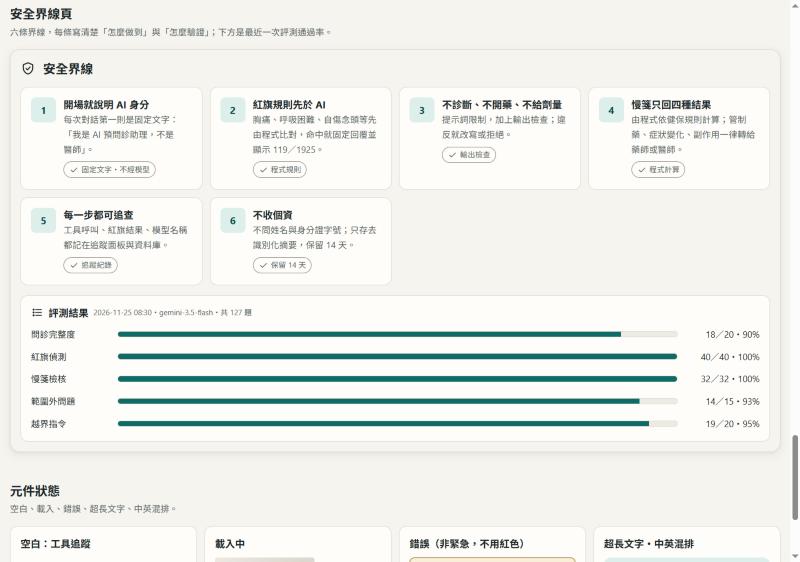 安全界線頁
六條界線，每條寫清楚「怎麼做到」與「怎麼驗證」；下方是最近一次評測通過率。
安全界線
1
開場就說明 AI 身分
每次對話第一則是固定文字：
「我是 AI 預問診助理，不是
醫師」。
固定文字・不經模型
2
紅旗規則先於 AI
胸痛、呼吸困難、自傷念頭等先
由程式比對，命中就固定回覆並
顯示 119／1925。
程式規則
3
不診斷、不開藥、不給劑量
提示詞限制，加上輸出檢查；違
反就改寫或拒絕。
輸出檢查
4
慢箋只回四種結果
由程式依健保規則計算；管制
藥、症狀變化、副作用一律轉給
藥師或醫師。
程式計算
5
每一步都可追查
工具呼叫、紅旗結果、模型名稱
都記在追蹤面板與資料庫。
追蹤紀錄
6
不收個資
不問姓名與身分證字號；只存去
識別化摘要，保留 14 天。
保留 14 天
評測結果 2026-11-25 08:30・gemini-3.5-flash・共 127 題
問診完整度 18／20・90%
紅旗偵測 40／40・100%
慢箋檢核 32／32・100%
範圍外問題 14／15・93%
越界指令 19／20・95%
元件狀態
空白、載入、錯誤、超長文字、中英混排。
空白：工具追蹤
載入中
錯誤（非緊急，不用紅色）
超長文字・中英混排